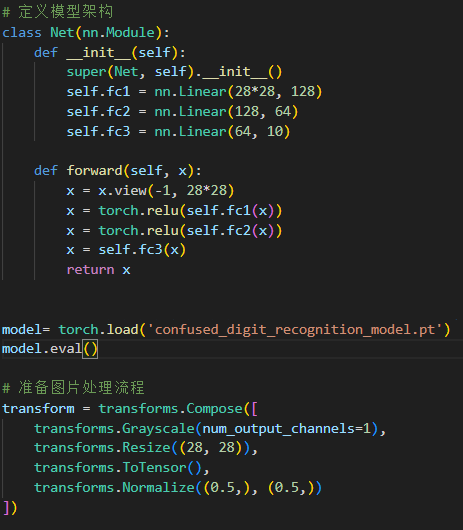 # 定义模型架构
class Net(nn.Module):
    def __init__(self):
        super(Net, self).__init__()
        self.fc1 = nn.Linear(28*28, 128)
        self.fc2 = nn.Linear(128, 64)
        self.fc3 = nn.Linear(64, 10)

    def forward(self, x):
        x = x.view(-1, 28*28)
        x = torch.relu(self.fc1(x))
        x = torch.relu(self.fc2(x))
        x = self.fc3(x)
        return x


model= torch.load('confused_digit_recognition_model.pt')
model.eval()

# 准备图片处理流程
transform = transforms.Compose([
    transforms.Grayscale(num_output_channels=1),
    transforms.Resize((28, 28)),
    transforms.ToTensor(),
    transforms.Normalize((0.5,), (0.5,))
])